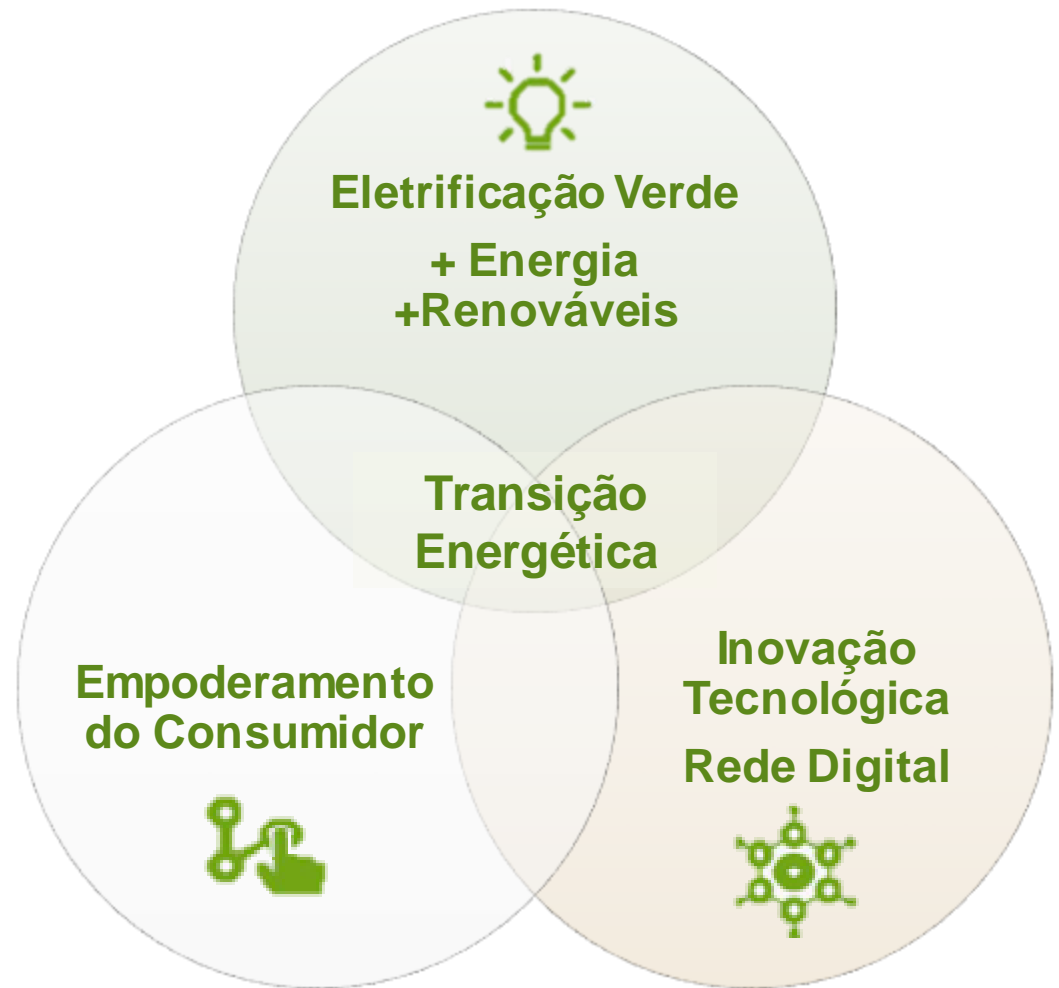 Eletrificação Verde
+ Energia
+Renováveis
Transição
Energética
Empoderamento
do Consumidor
Inovação
Tecnológica
Rede Digital